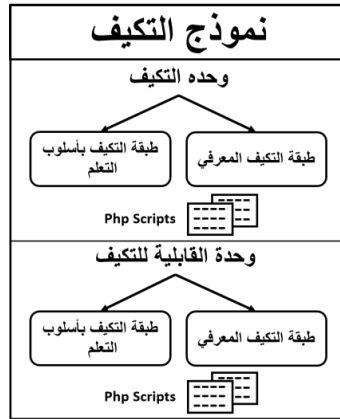 نموذج التكيف
وحده التكيف
طبقة التكيف المعرفي
طبقة التكيف بأسلوب
التعلم
Php Scripts
وحدة القابلية للتكيف
طبقة التكيف المعرفي
طبقة التكيف بأسلوب
التعلم
Php Scripts